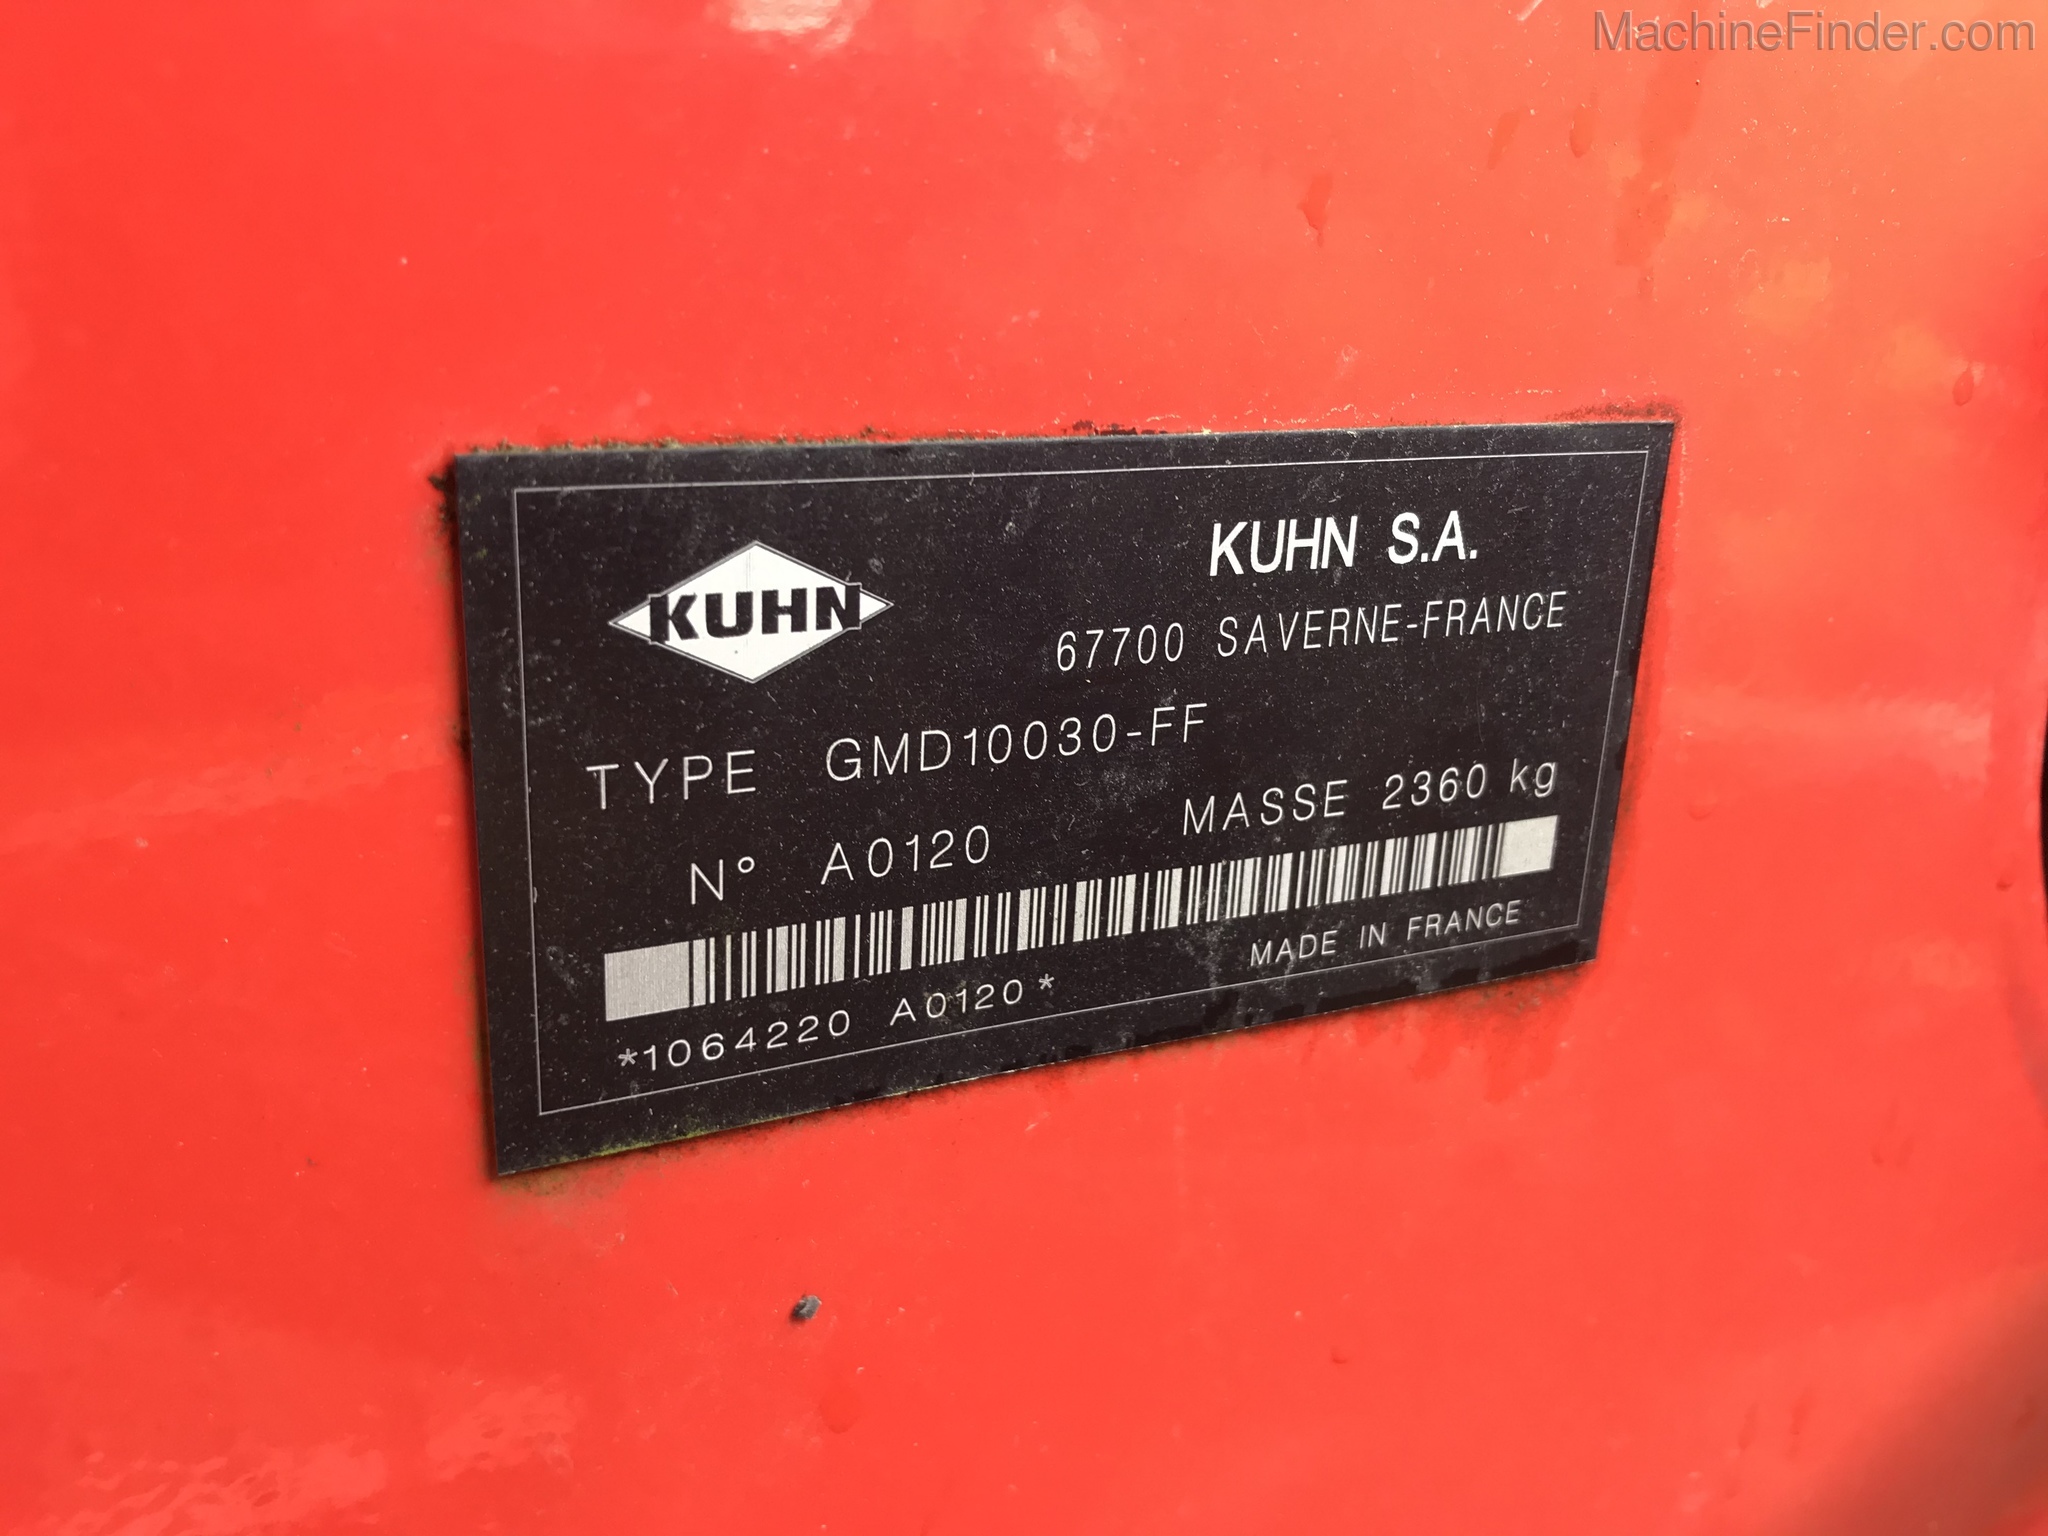 MachineFinder.com
KUHN
KUHN S.A.
67700 SAVERNE-FRANCE
TYPE GMD10030-FF
N° A0120 MASSE 2360 kg
*1064220 A0120*
MADE IN FRANCE